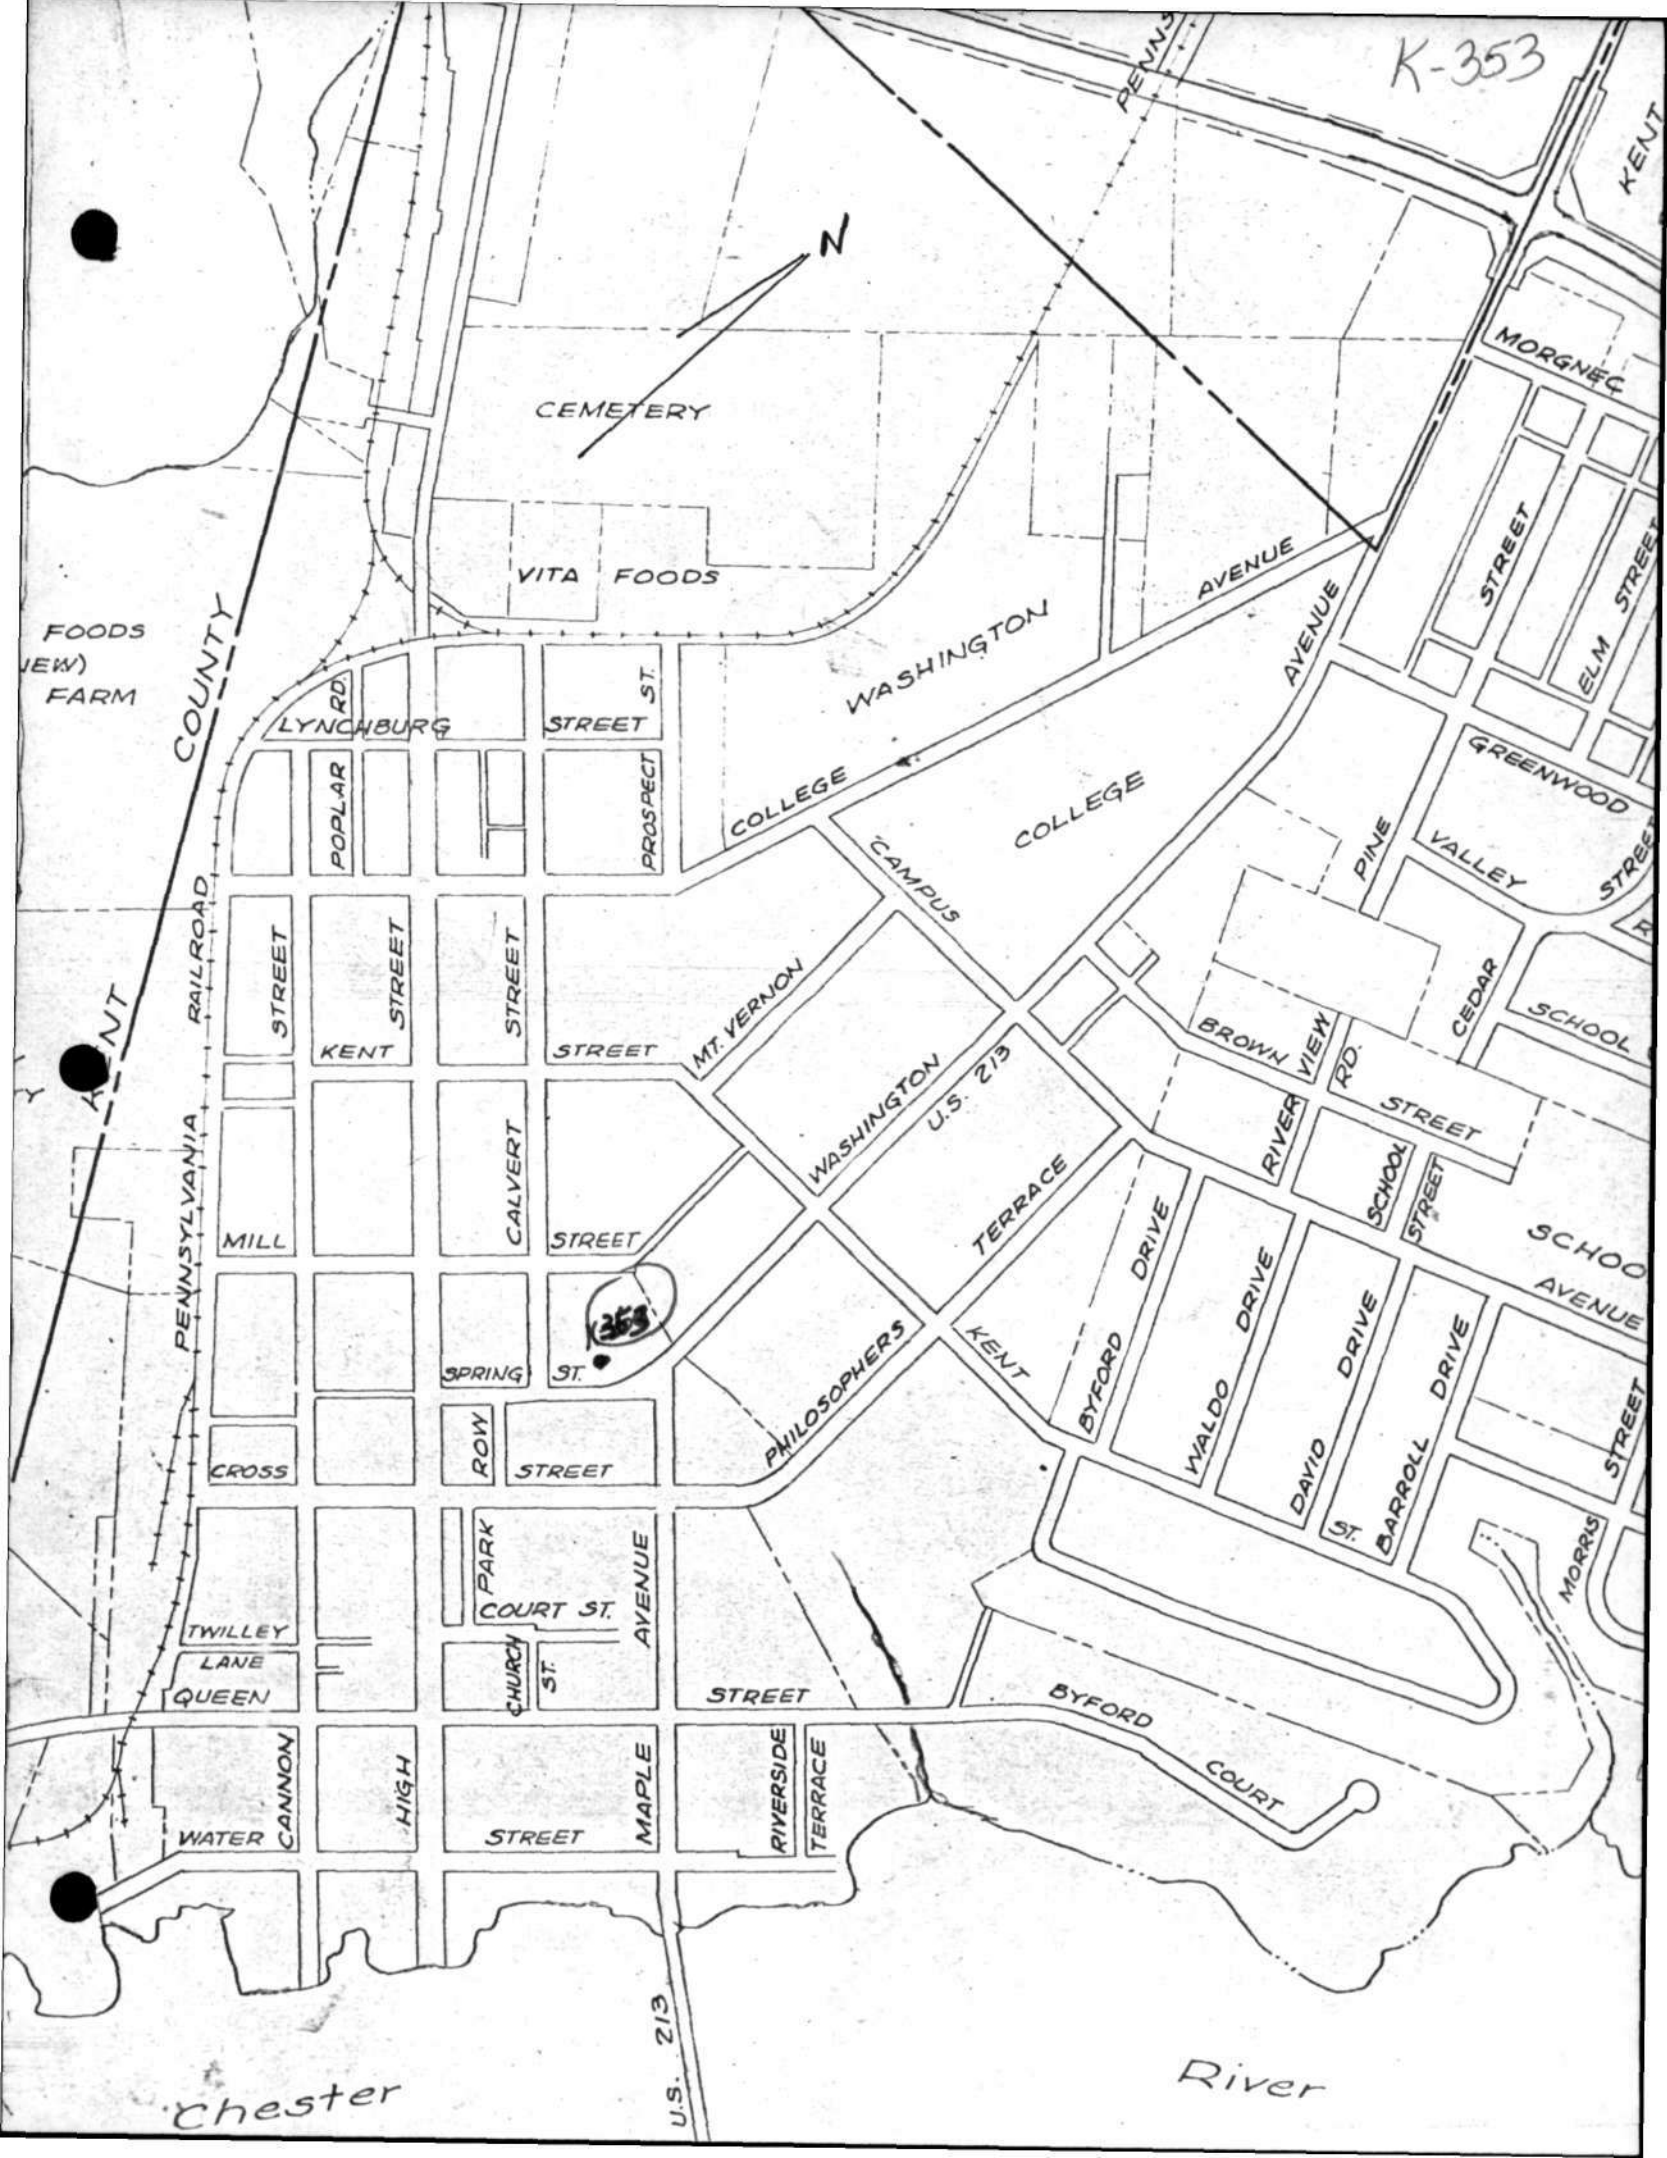 K-353
PENNS
KENT
N
MORGNEC
CEMETERY
STREET
STREET
ELM
VITA FOODS
AVENUE
AVENUE
FOODS
FARM
COUNTY
WASHINGTON
RD.
ST.
LYNCHBURG STREET
GREENWOOD
POPLAR
PROSPECT
COLLEGE
COLLEGE
CAMPUS
PINE
VALLEY
STREET
RAILROAD
STREET
STREET
STREET
MT. VERNON
CEDAR
SCHOOL
KENT
KENT STREET
BROWN
VIEW
RD.
WASHINGTON
U.S. 213
RIVER
STREET
PENNSYLVANIA
CALVERT
SCHOOL
STREET
MILL
STREET
TERRACE
DRIVE
DRIVE
SCHOO
AVENUE
K353
SPRING ST.
PHILOSOPHERS
KENT
BYFORD
DRIVE
DRIVE
CROSS
ROW
STREET
WALDO
DAVID
ST.
BARROLL
STREET
PARK
COURT ST.
AVENUE
MORRIS
TWILLEY
LANE
CHURCH
ST.
QUEEN
STREET
BYFORD
COURT
CANNON
HIGH
MAPLE
RIVERSIDE
TERRACE
WATER
STREET
U.S. 213
Chester
River